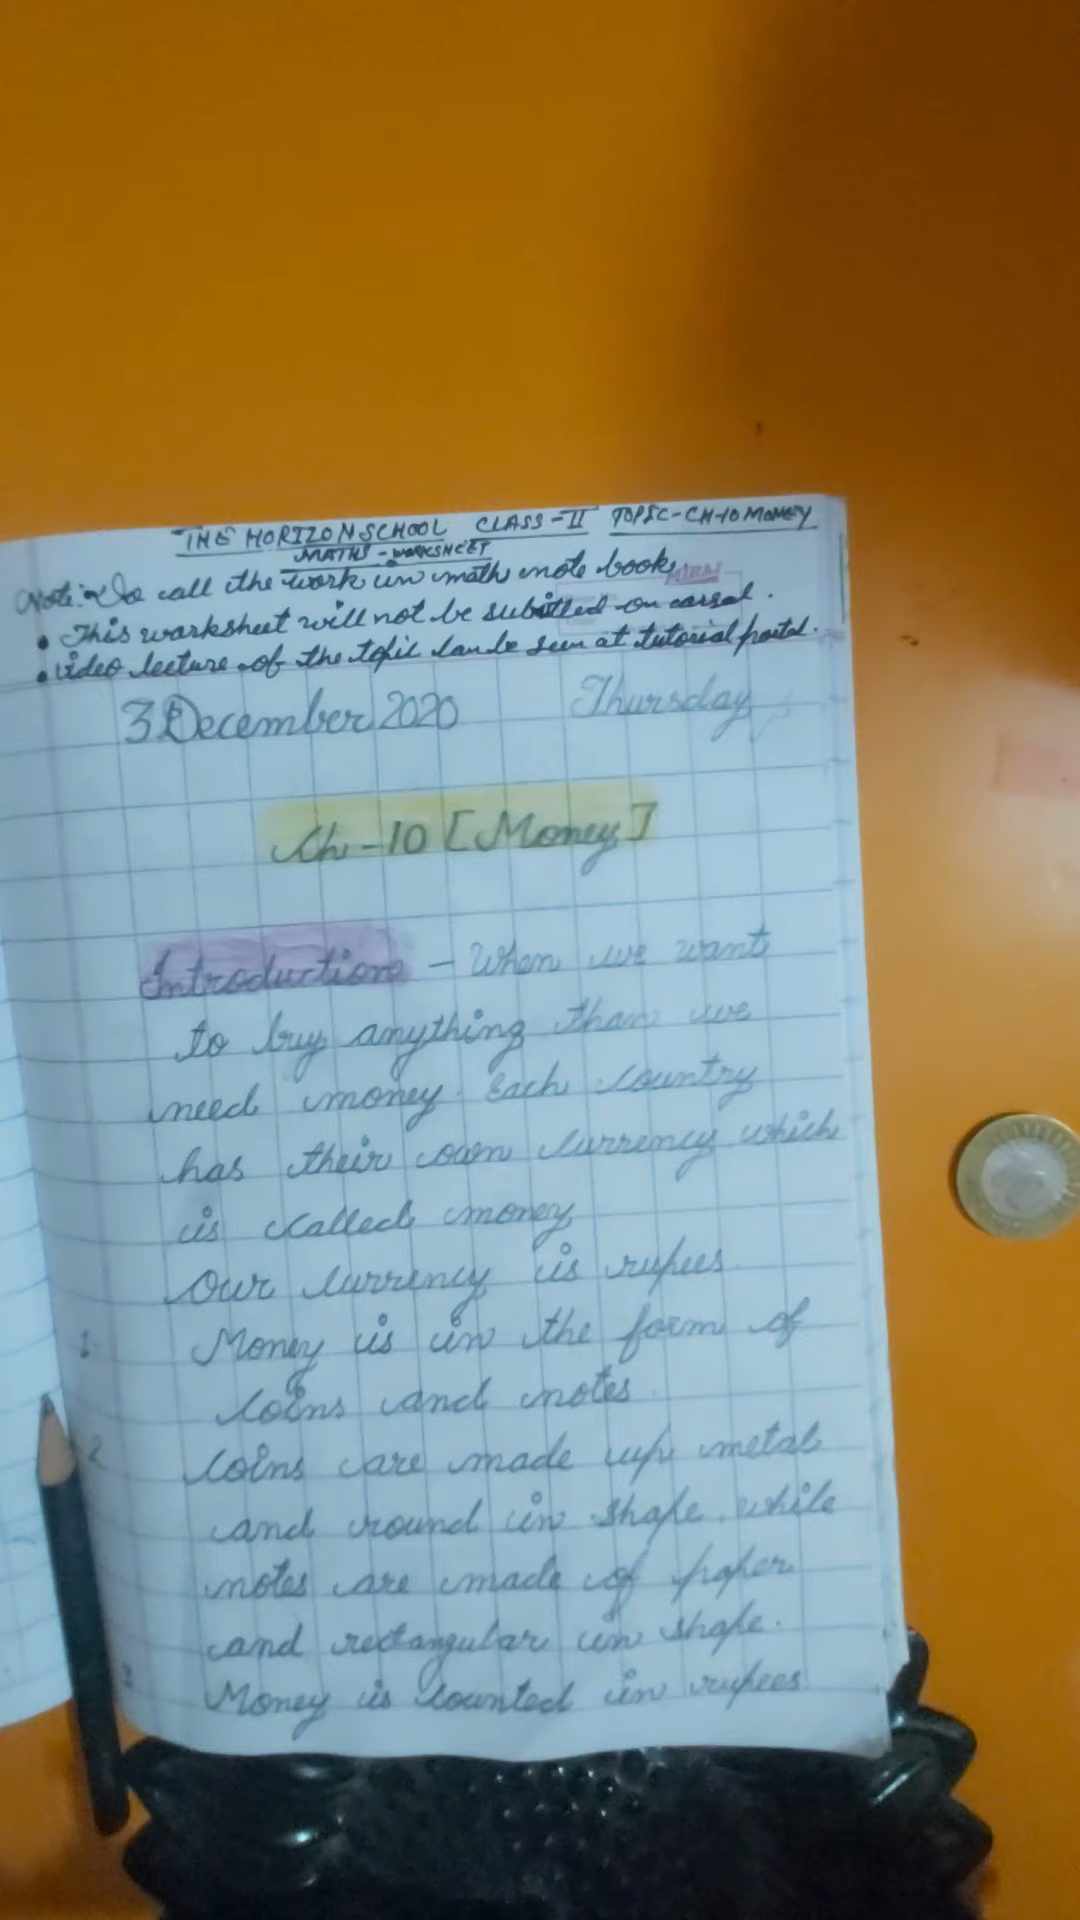 THE HORIZON SCHOOL CLASS-II TOPIC-CH-10 MONEY
MATHS - WORKSHEET
Note:- Do all the work in math note book.
• This warksheet will not be submitted on
• video lecture of the topic can be seen at tutorial portal.
3 December 2020 Thursday
Ch-10 [Money]
Introduction - When we want
to buy anything than we
need money. Each country
has their own currency which
is called money
Our currency is rupees
1. Money is in the form of
coins and notes
2 Coins are made up metal
and round in shape. while
notes are made of paper
and rectangular in shape.
3 Money is counted in rupees